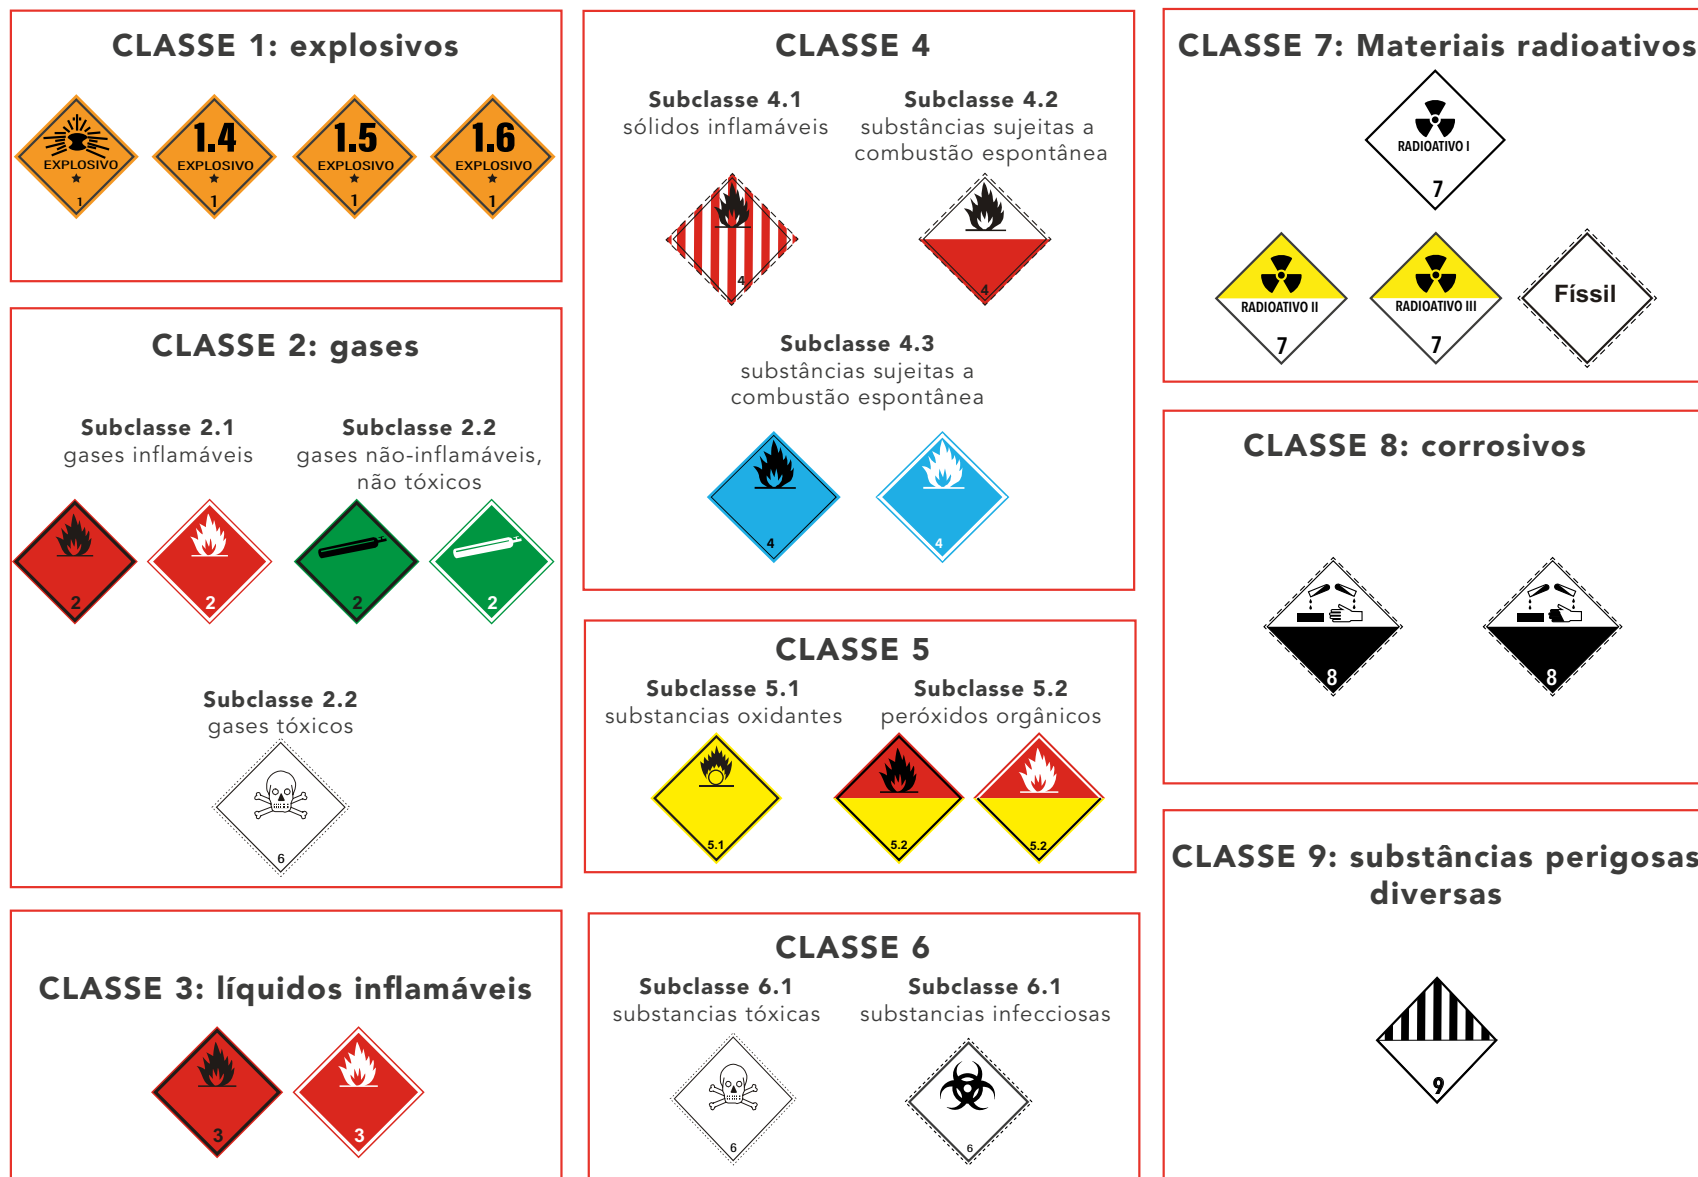 CLASSE 1: explosivos
EXPLOSIVO
1
1.4
EXPLOSIVO
1
1.5
EXPLOSIVO
1
1.6
EXPLOSIVO
1
CLASSE 2: gases
Subclasse 2.1
gases inflamáveis
2
2
Subclasse 2.2
gases não-inflamáveis,
não tóxicos
2
2
Subclasse 2.2
gases tóxicos
6
CLASSE 3: líquidos inflamáveis
3
3
CLASSE 4
Subclasse 4.1
sólidos inflamáveis
4
Subclasse 4.2
substâncias sujeitas a
combustão espontânea
4
Subclasse 4.3
substâncias sujeitas a
combustão espontânea
4
4
CLASSE 5
Subclasse 5.1
substancias oxidantes
5.1
Subclasse 5.2
peróxidos orgânicos
5.2
5.2
CLASSE 6
Subclasse 6.1
substancias tóxicas
6
Subclasse 6.1
substancias infecciosas
6
CLASSE 7: Materiais radioativos
RADIOATIVO I
7
RADIOATIVO II
7
RADIOATIVO III
7
Físsil
CLASSE 8: corrosivos
8
8
CLASSE 9: substâncias perigosas
diversas
9